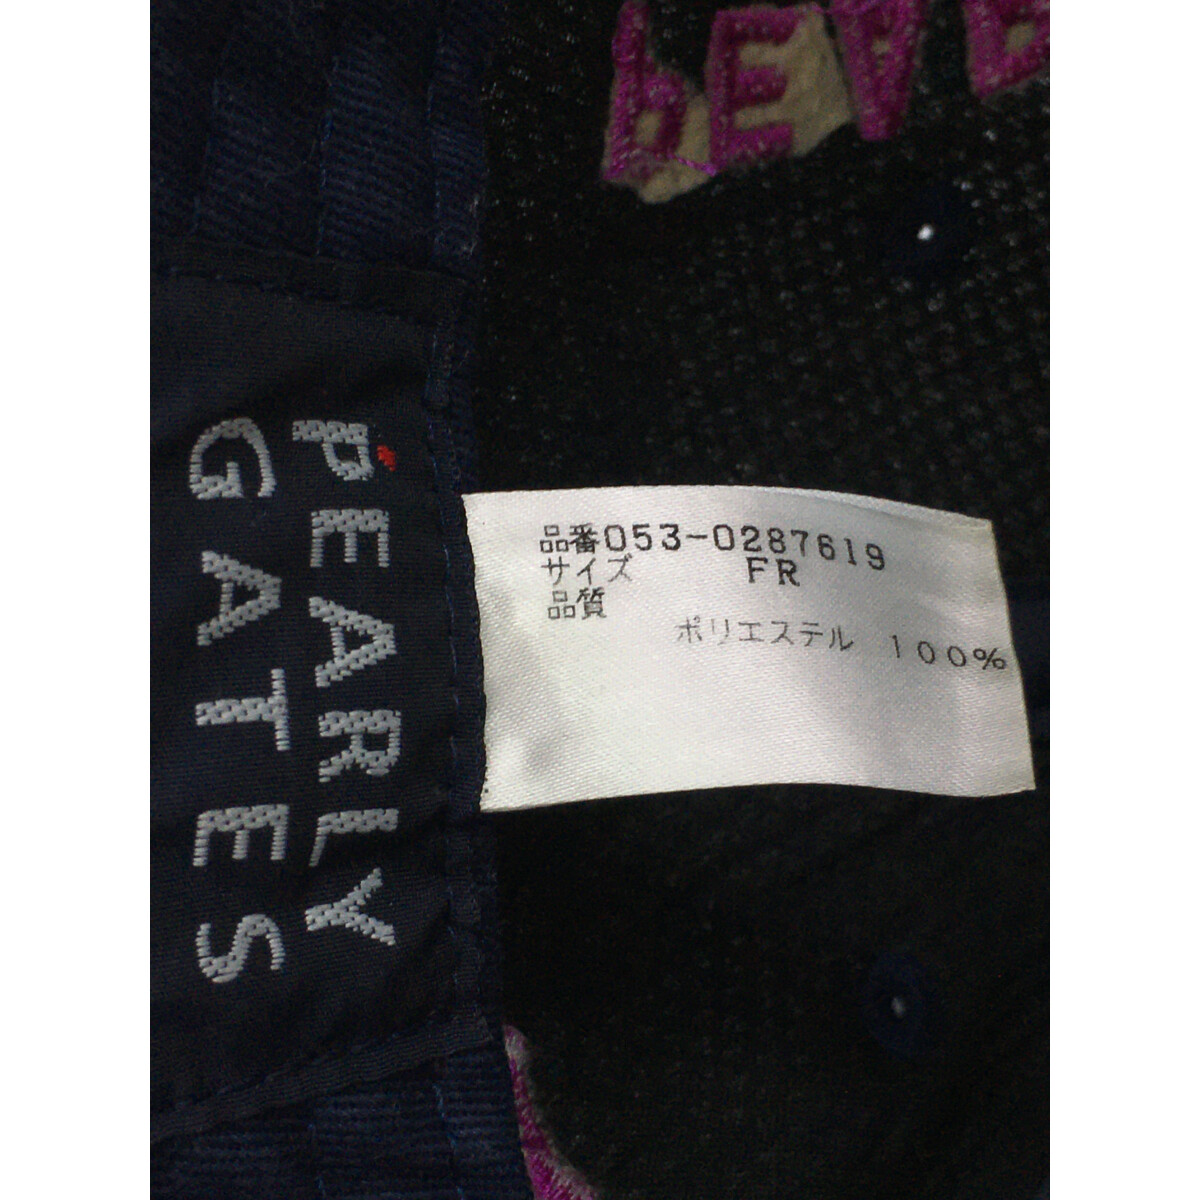 PEARLY
GATES
品番053-0287619
サイズ FR
品質
ポリエステル 100%